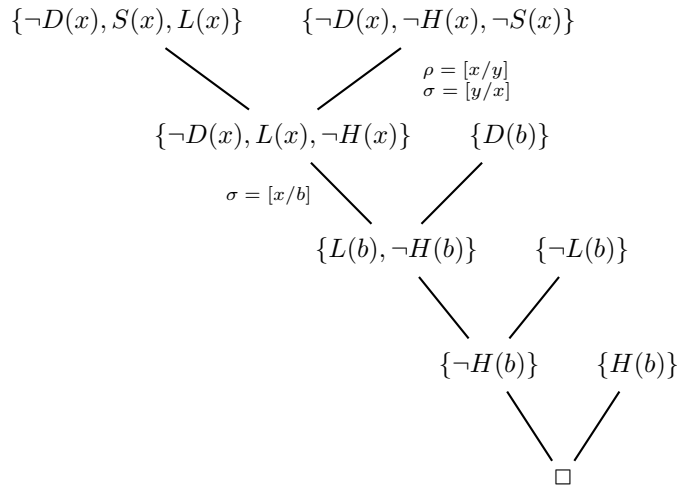 {¬D(x), S(x), L(x)} {¬D(x), ¬H(x), ¬S(x)}
ρ = [x/y]
σ = [y/x]
{¬D(x), L(x), ¬H(x)} {D(b)}
σ = [x/b]
{L(b), ¬H(b)} {¬L(b)}
{¬H(b)} {H(b)}
□